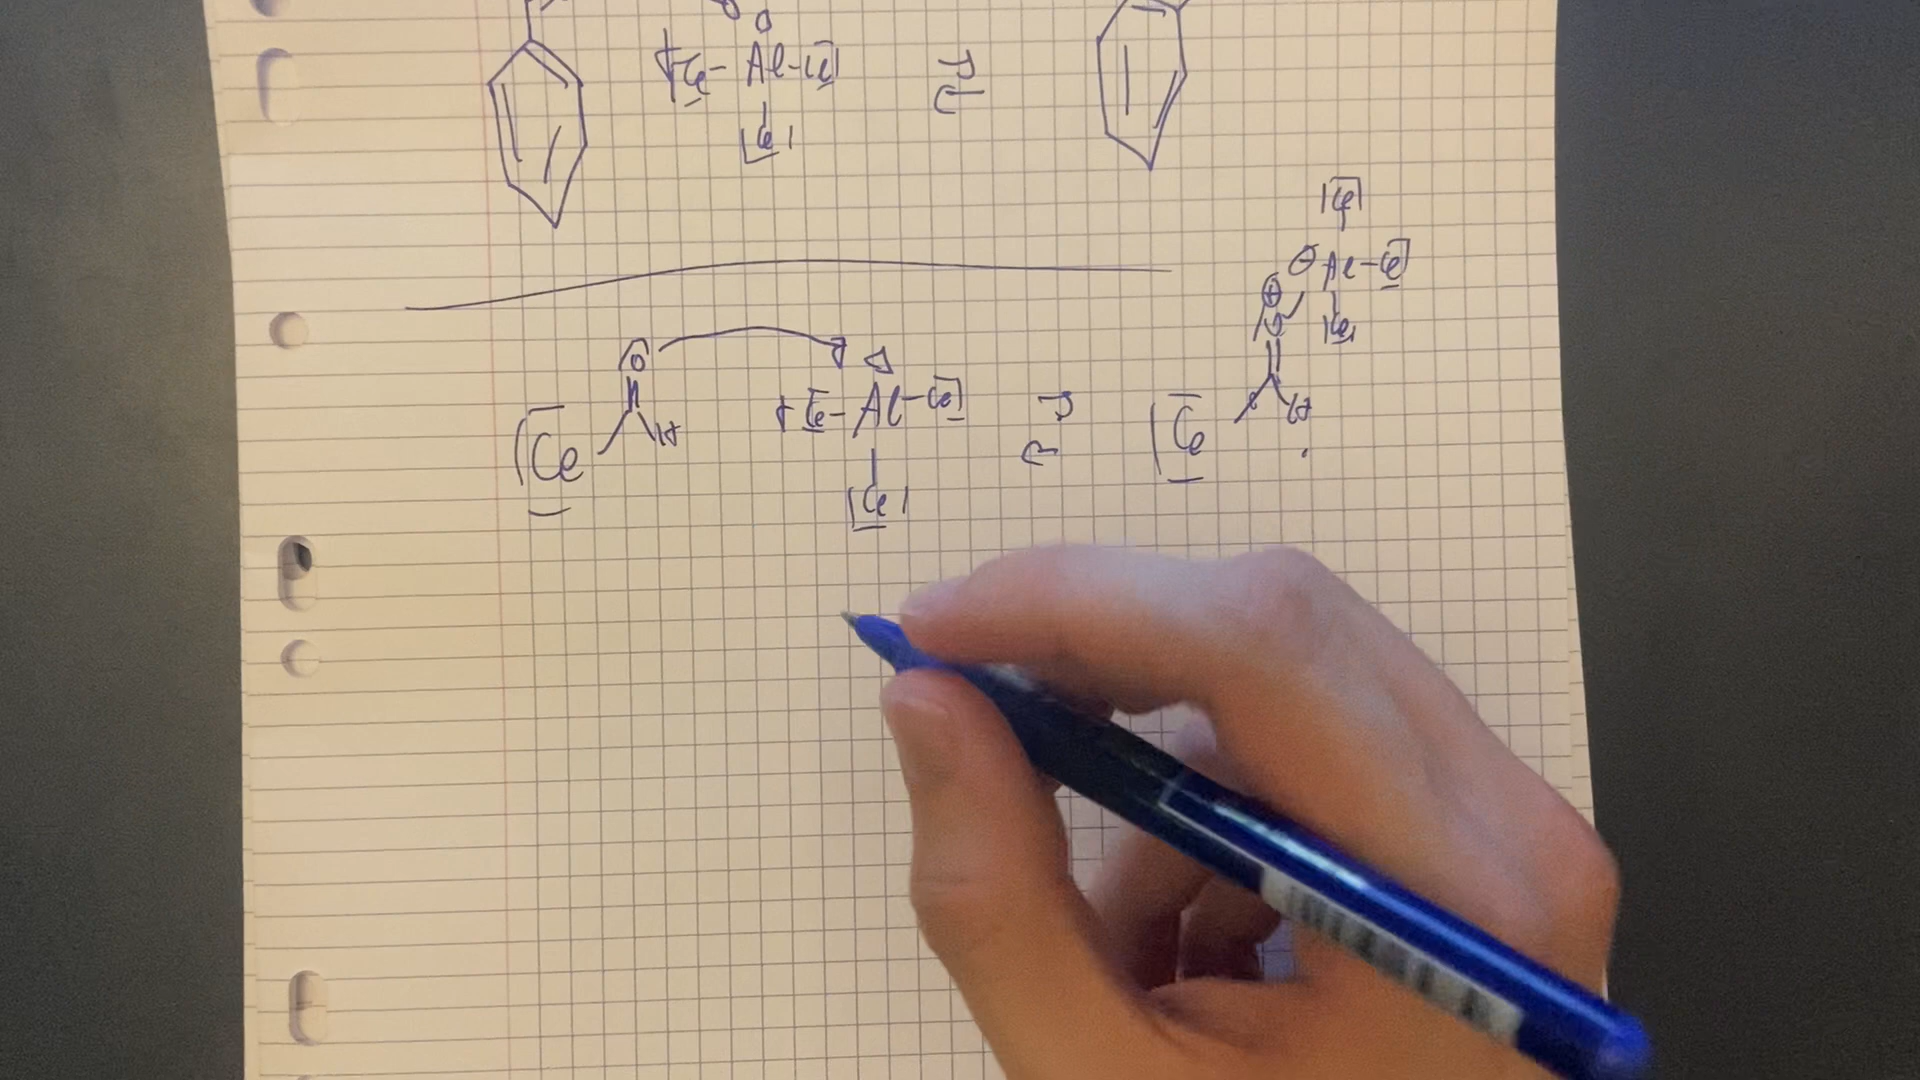 Cl - Al - Cl
Cl
Cl
⊖ Al - Cl
⊕
O Cl
O
Cl H Cl - Al - Cl Cl H
Cl